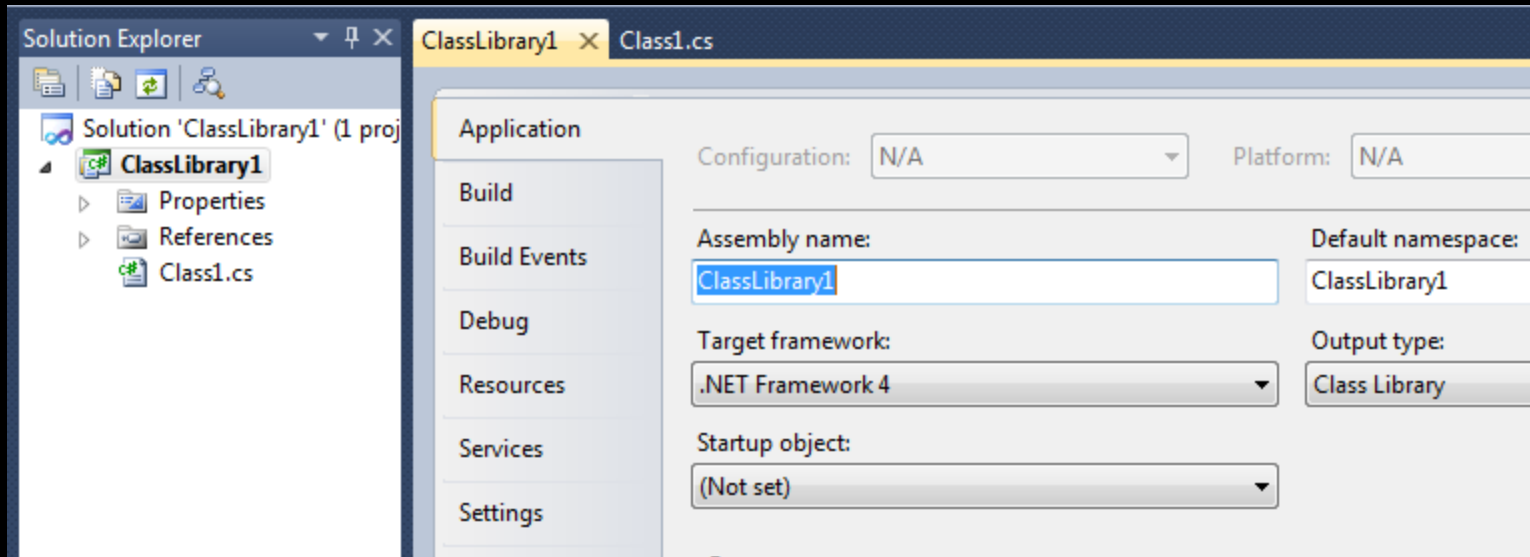 Solution Explorer
ClassLibrary1
Class1.cs
Solution 'ClassLibrary1' (1 proj
ClassLibrary1
Properties
References
Class1.cs
Application
Build
Build Events
Debug
Resources
Services
Settings
Configuration: N/A Platform: N/A
Assembly name: Default namespace:
ClassLibrary1 ClassLibrary1
Target framework: Output type:
.NET Framework 4 Class Library
Startup object:
(Not set)